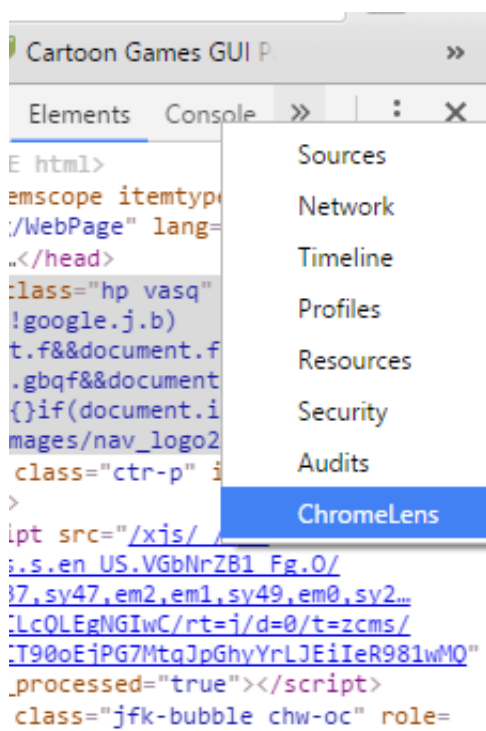 Cartoon Games GUI P
»
Elements Console » ⋮ ×
E html>
emscope itemtyp
:/WebPage" lang=
…</head>
class="hp vasq"
!google.j.b)
t.f&&document.f
.gbqf&&document
{}if(document.i
mages/nav_logo2
class="ctr-p" i
>
ipt src="/xjs/_/
s.s.en_US.VGbNrZB1_Fg.O/
37,sy47,em2,em1,sy49,em0,sy2…
CLcQLEgNGIwC/rt=j/d=0/t=zcms/
CT90oEjPG7MtqJpGhyYrLJEiIeR981wMQ"
_processed="true"></script>
class="jfk-bubble chw-oc" role=
Sources
Network
Timeline
Profiles
Resources
Security
Audits
ChromeLens